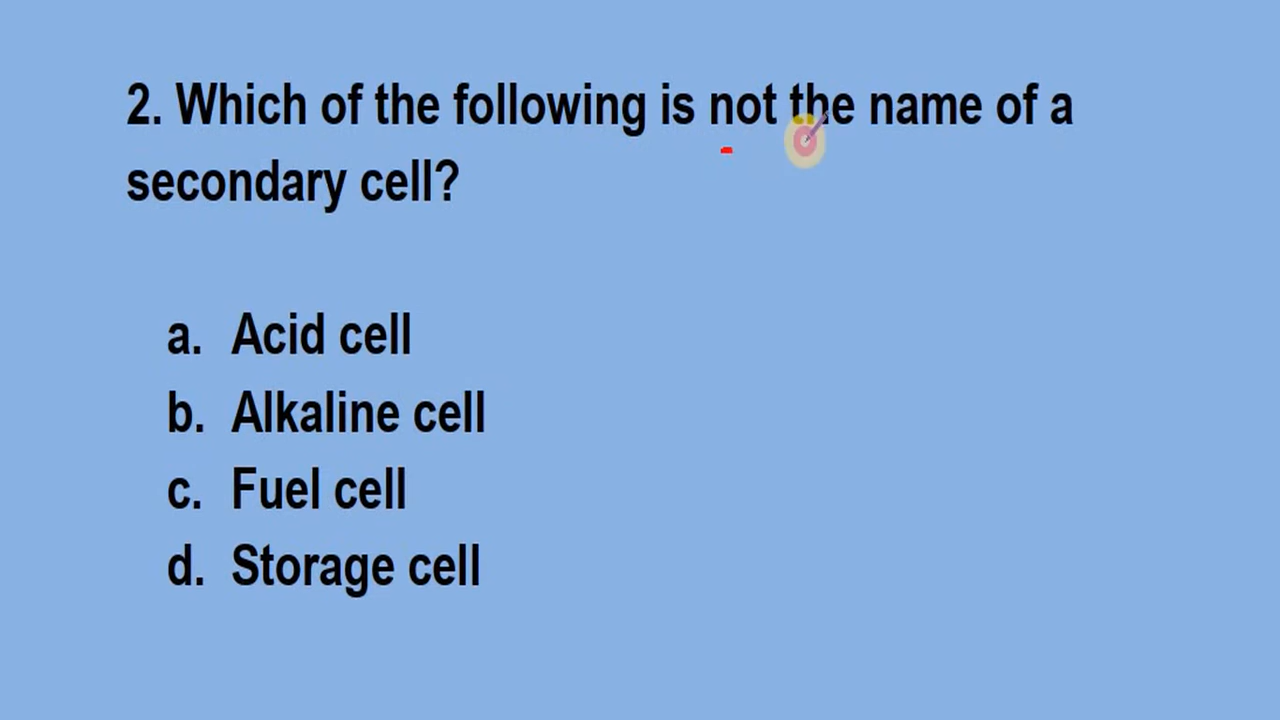 2. Which of the following is not the name of a
secondary cell?
a. Acid cell
b. Alkaline cell
c. Fuel cell
d. Storage cell